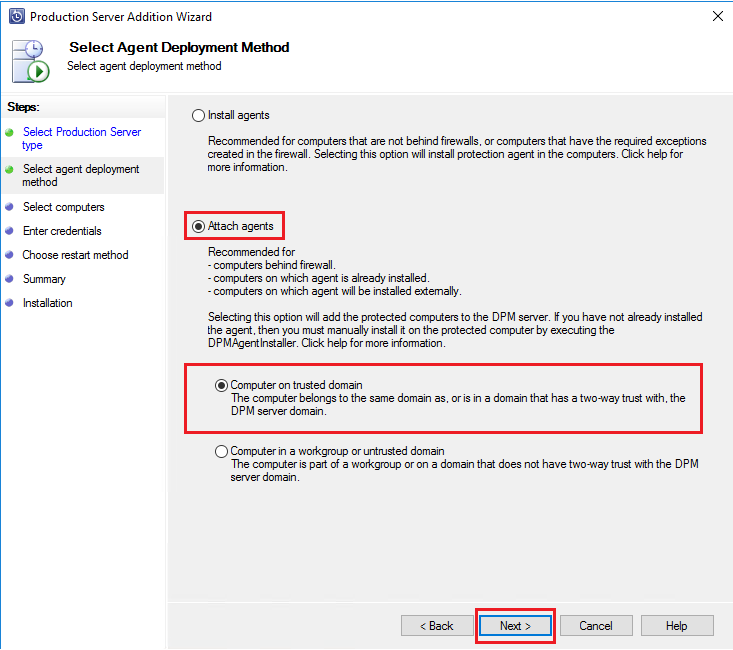 Production Server Addition Wizard
Select Agent Deployment Method
Select agent deployment method
Steps:
Select Production Server
type
Select agent deployment
method
Select computers
Enter credentials
Choose restart method
Summary
Installation
Install agents
Recommended for computers that are not behind firewalls, or computers that have the required exceptions
created in the firewall. Selecting this option will install protection agent in the computers. Click help for
more information.
Attach agents
Recommended for
- computers behind firewall.
- computers on which agent is already installed.
- computers on which agent will be installed externally.
Selecting this option will add the protected computers to the DPM server. If you have not already installed
the agent, then you must manually install it on the protected computer by executing the
DPMAgentInstaller. Click help for more information.
Computer on trusted domain
The computer belongs to the same domain as, or is in a domain that has a two-way trust with, the
DPM server domain.
Computer in a workgroup or untrusted domain
The computer is part of a workgroup or on a domain that does not have two-way trust with the DPM
server domain.
< Back
Next >
Cancel
Help